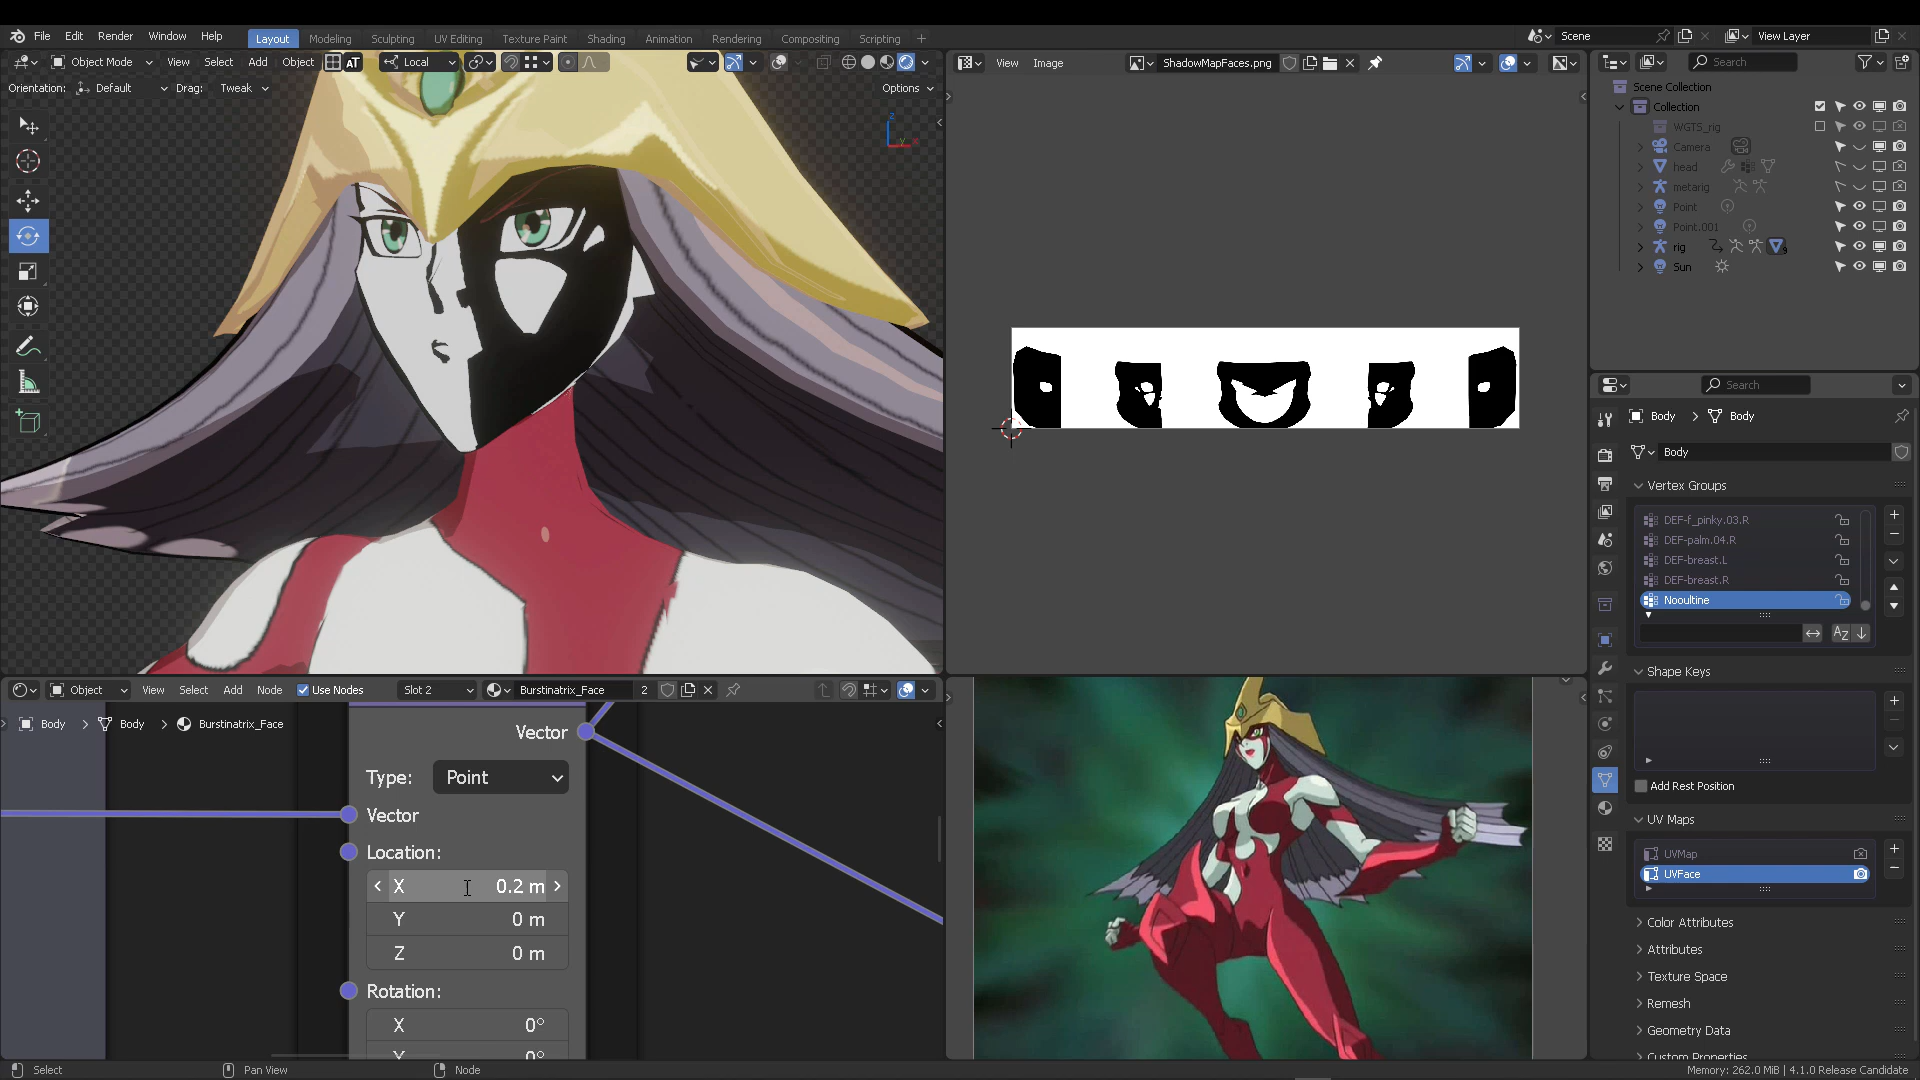 File Edit Render Window Help Layout Modeling Sculpting UV Editing Texture Paint Shading Animation Rendering Compositing Scripting + Scene View Layer
Object Mode View Select Add Object AT Local
Orientation: Default Drag: Tweak Options
View Image ShadowMapFaces.png
Search
Scene Collection
Collection
WGTS_rig
Camera
head
metarig
Point
Point.001
rig
Sun
Search
Body > Body
Body
Vertex Groups
DEF-f_pinky.03.R
DEF-palm.04.R
DEF-breast.L
DEF-breast.R
Nooultine
Shape Keys
Add Rest Position
UV Maps
UVMap
UVFace
Color Attributes
Attributes
Texture Space
Remesh
Geometry Data
Custom Properties
Object View Select Add Node Use Nodes Slot 2 Burstinatrix_Face 2
Body > Body > Burstinatrix_Face
Vector
Type: Point
Vector
Location:
X 0.2 m
Y 0 m
Z 0 m
Rotation:
X 0°
Y 0°
Select Pan View Node Memory: 262.0 MiB | 4.1.0 Release Candidate